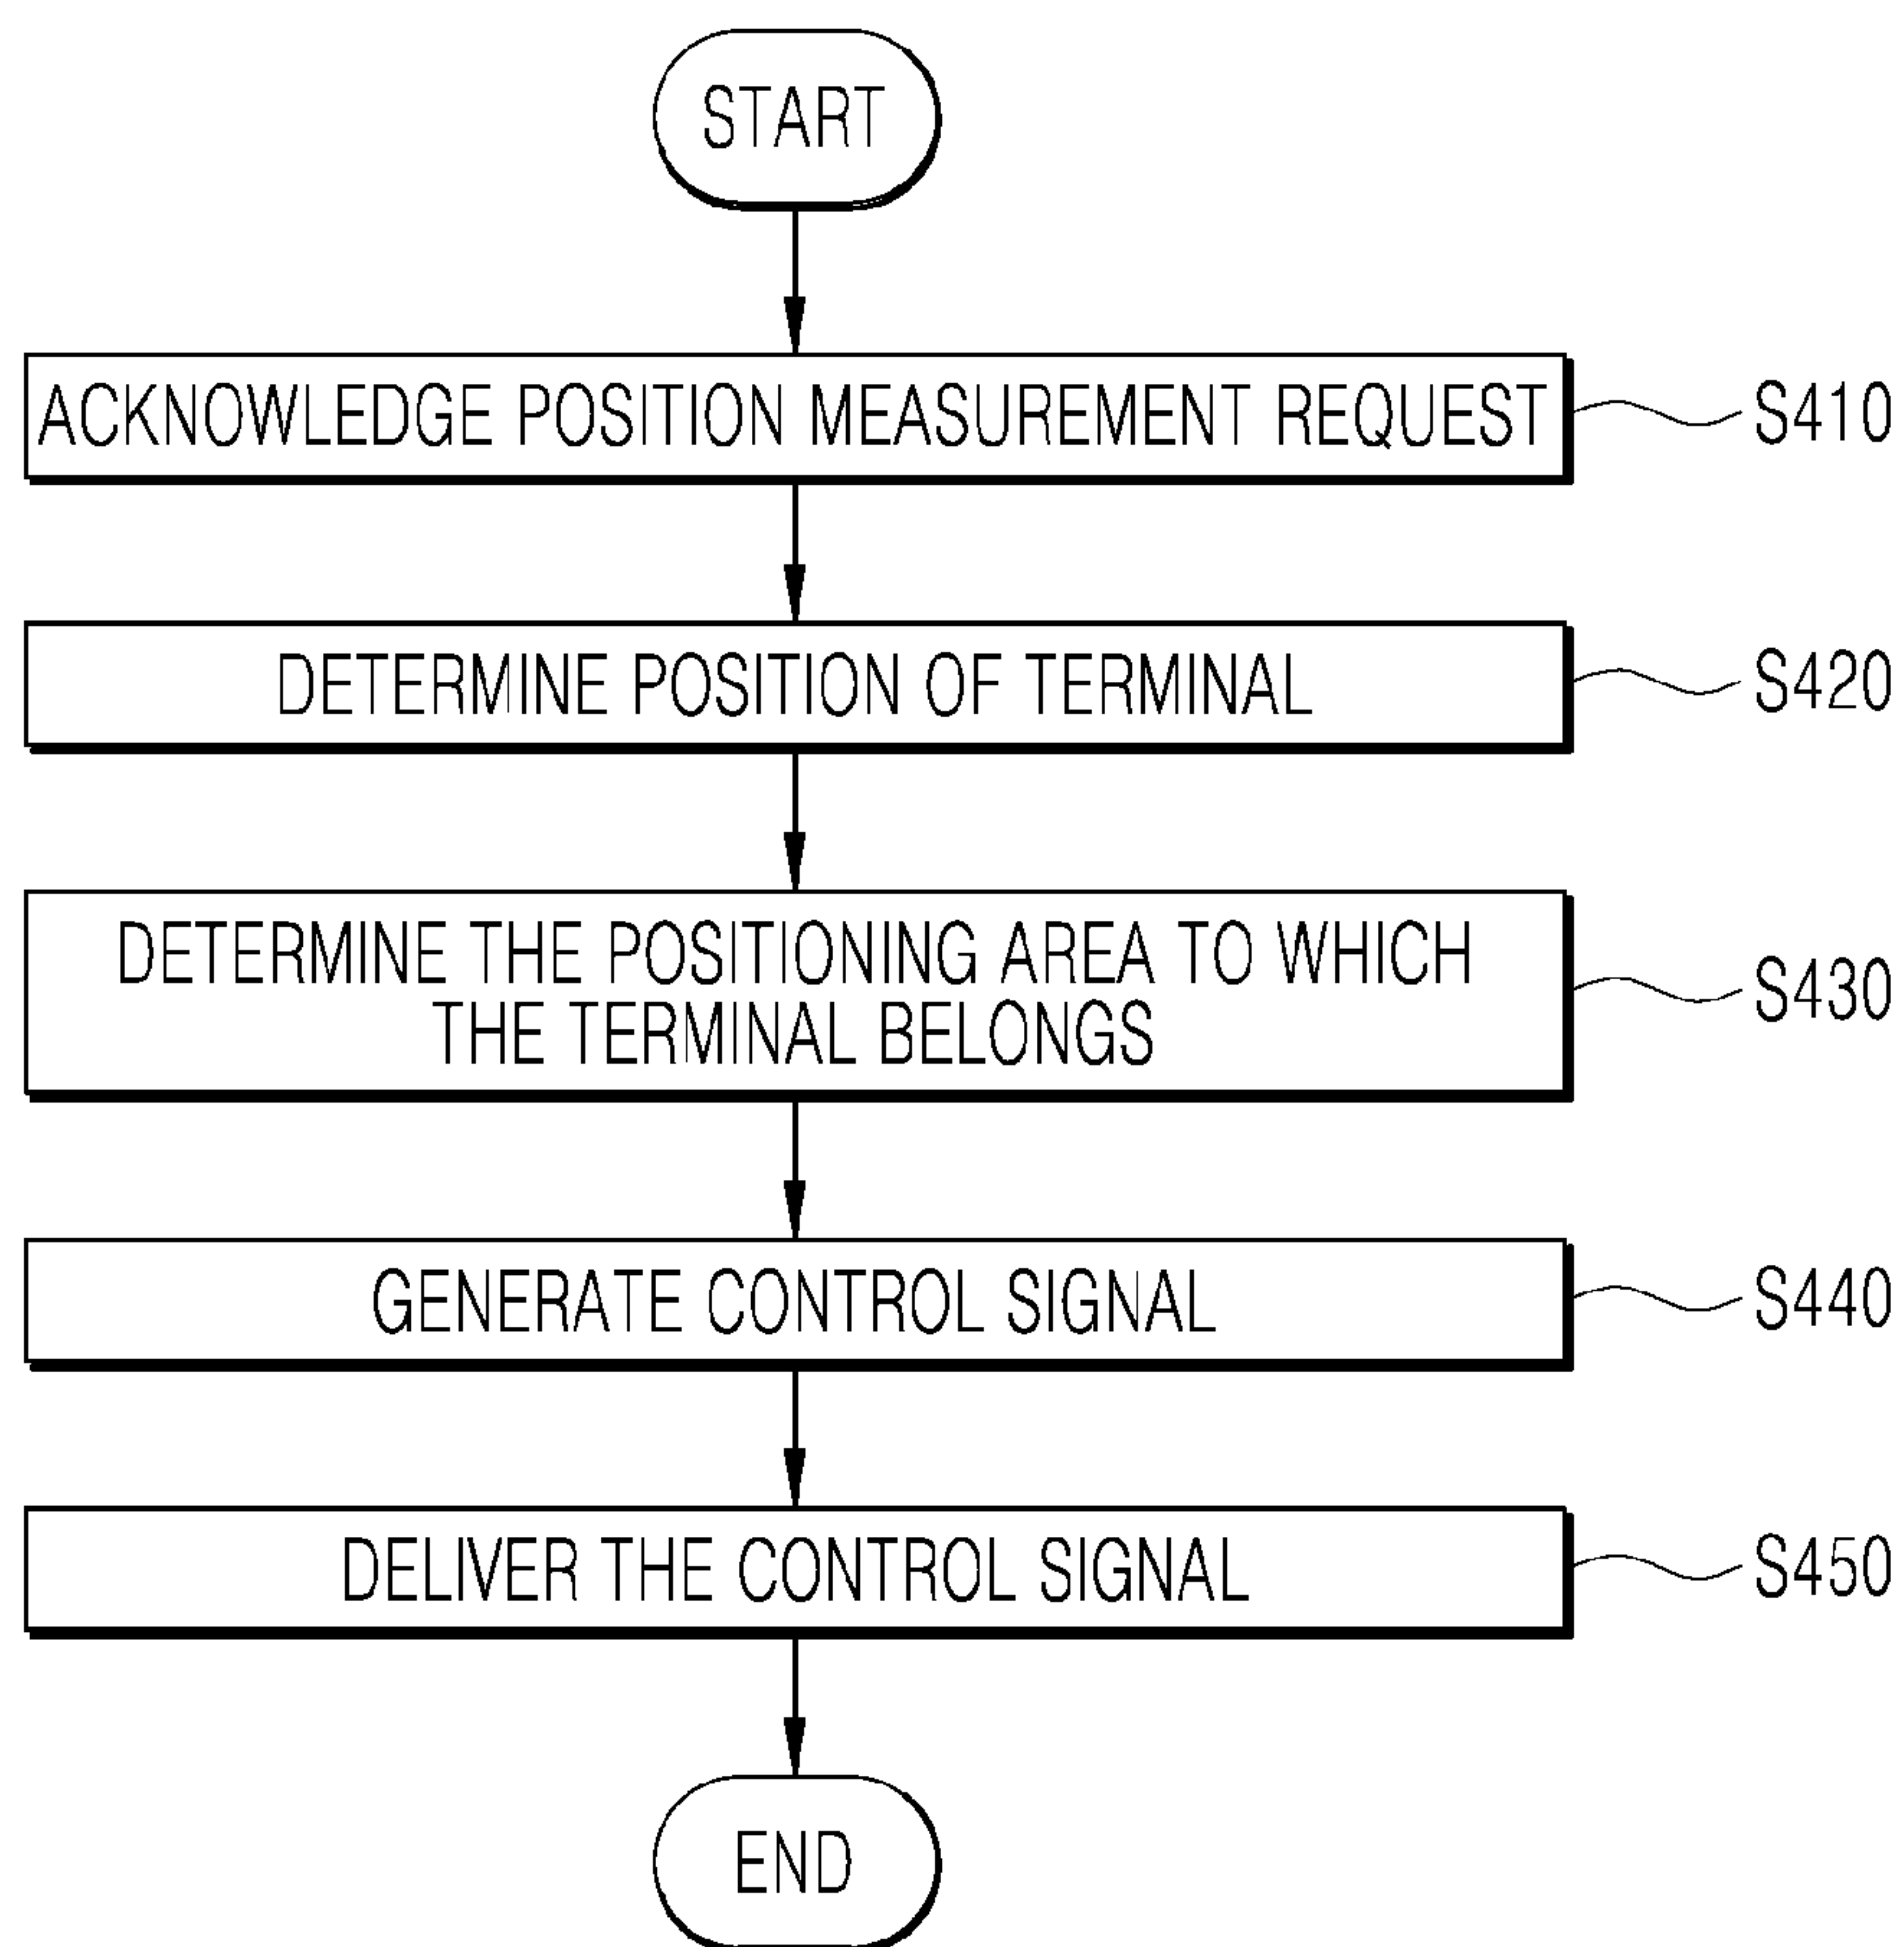 START
ACKNOWLEDGE POSITION MEASUREMENT REQUEST S410
DETERMINE POSITION OF TERMINAL S420
DETERMINE THE POSITIONING AREA TO WHICH
THE TERMINAL BELONGS
S430
GENERATE CONTROL SIGNAL S440
DELIVER THE CONTROL SIGNAL S450
END